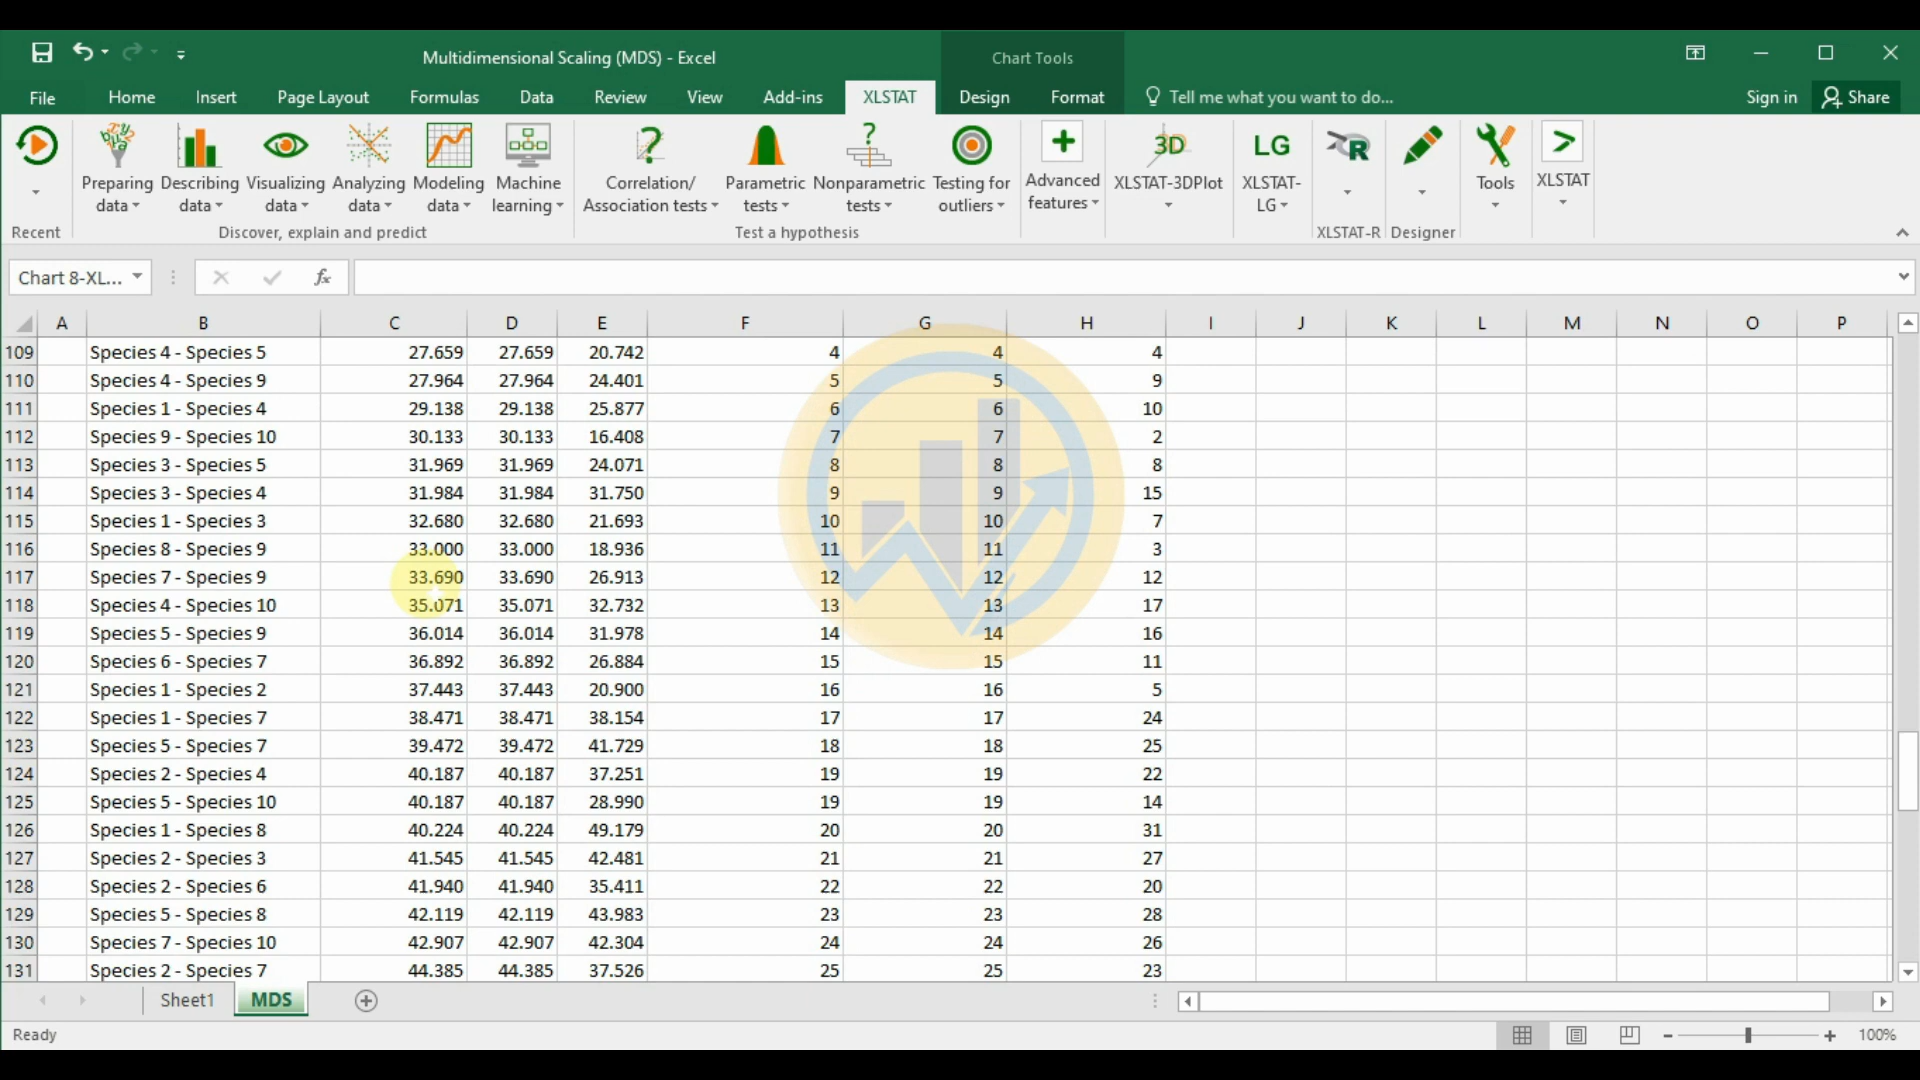 Multidimensional Scaling (MDS) - Excel
Chart Tools
File Home Insert Page Layout Formulas Data Review View Add-ins XLSTAT Design Format Tell me what you want to do... Sign in Share
Preparing data Describing data Visualizing data Analyzing data Modeling data Machine learning Correlation/ Association tests Parametric tests Nonparametric tests Testing for outliers Advanced features 3D XLSTAT-3DPlot LG XLSTAT-LG R Tools XLSTAT
Recent Discover, explain and predict Test a hypothesis XLSTAT-R Designer
Chart 8-XL... fx
A B C D E F G H I J K L M N O P
109 Species 4 - Species 5 27.659 27.659 20.742 4 4 4
110 Species 4 - Species 9 27.964 27.964 24.401 5 5 9
111 Species 1 - Species 4 29.138 29.138 25.877 6 6 10
112 Species 9 - Species 10 30.133 30.133 16.408 7 7 2
113 Species 3 - Species 5 31.969 31.969 24.071 8 8 8
114 Species 3 - Species 4 31.984 31.984 31.750 9 9 15
115 Species 1 - Species 3 32.680 32.680 21.693 10 10 7
116 Species 8 - Species 9 33.000 33.000 18.936 11 11 3
117 Species 7 - Species 9 33.690 33.690 26.913 12 12 12
118 Species 4 - Species 10 35.071 35.071 32.732 13 13 17
119 Species 5 - Species 9 36.014 36.014 31.978 14 14 16
120 Species 6 - Species 7 36.892 36.892 26.884 15 15 11
121 Species 1 - Species 2 37.443 37.443 20.900 16 16 5
122 Species 1 - Species 7 38.471 38.471 38.154 17 17 24
123 Species 5 - Species 7 39.472 39.472 41.729 18 18 25
124 Species 2 - Species 4 40.187 40.187 37.251 19 19 22
125 Species 5 - Species 10 40.187 40.187 28.990 19 19 14
126 Species 1 - Species 8 40.224 40.224 49.179 20 20 31
127 Species 2 - Species 3 41.545 41.545 42.481 21 21 27
128 Species 2 - Species 6 41.940 41.940 35.411 22 22 20
129 Species 5 - Species 8 42.119 42.119 43.983 23 23 28
130 Species 7 - Species 10 42.907 42.907 42.304 24 24 26
131 Species 2 - Species 7 44.385 44.385 37.526 25 25 23
Sheet1 MDS
Ready 100%